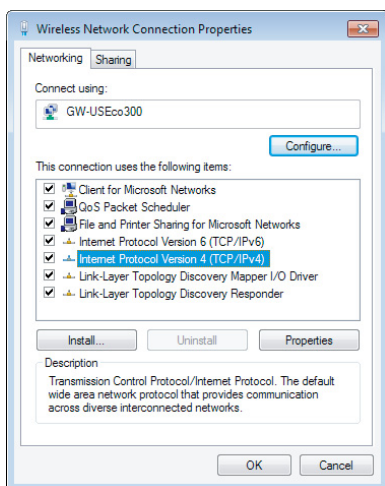 Wireless Network Connection Properties
Networking
Sharing
Connect using:
GW-USEco300
Configure...
This connection uses the following items:
Client for Microsoft Networks
QoS Packet Scheduler
File and Printer Sharing for Microsoft Networks
Internet Protocol Version 6 (TCP/IPv6)
Internet Protocol Version 4 (TCP/IPv4)
Link-Layer Topology Discovery Mapper I/O Driver
Link-Layer Topology Discovery Responder
Install...
Uninstall
Properties
Description
Transmission Control Protocol/Internet Protocol. The default
wide area network protocol that provides communication
across diverse interconnected networks.
OK
Cancel